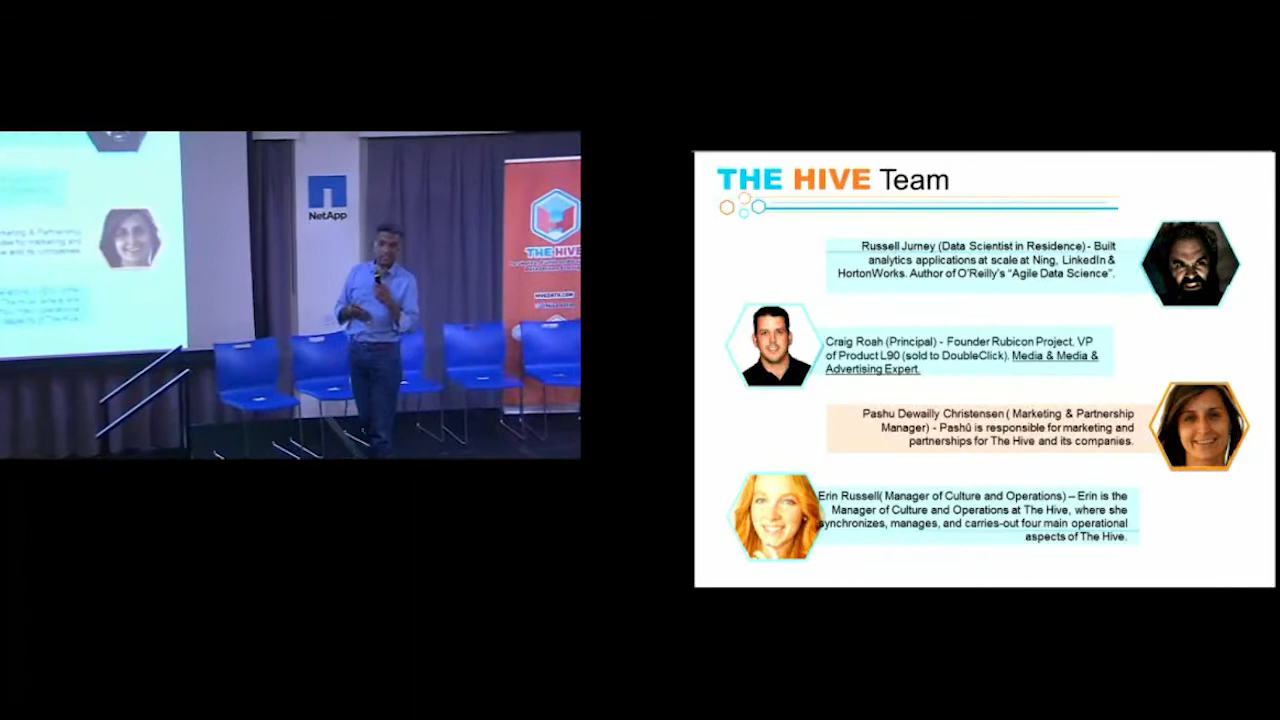 NetApp
THE HIVE
THE HIVE Team
Russell Jurney (Data Scientist in Residence) - Built
analytics applications at scale at Ning, LinkedIn &
HortonWorks. Author of O'Reilly's "Agile Data Science".
Craig Roah (Principal) - Founder Rubicon Project. VP
of Product L90 (sold to DoubleClick). Media & Media &
Advertising Expert.
Pashu Dewailly Christensen ( Marketing & Partnership
Manager) - Pashû is responsible for marketing and
partnerships for The Hive and its companies.
Erin Russell( Manager of Culture and Operations) – Erin is the
Manager of Culture and Operations at The Hive, where she
synchronizes, manages, and carries-out four main operational
aspects of The Hive.